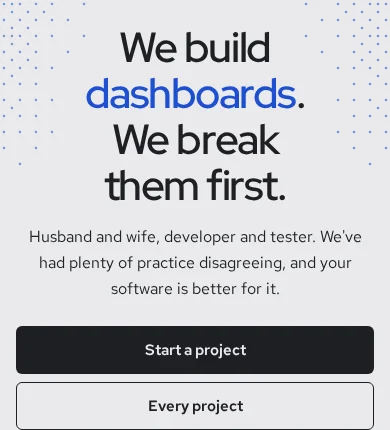 We build
dashboards.
We break
them first.
Husband and wife, developer and tester. We've
had plenty of practice disagreeing, and your
software is better for it.
Start a project
Every project